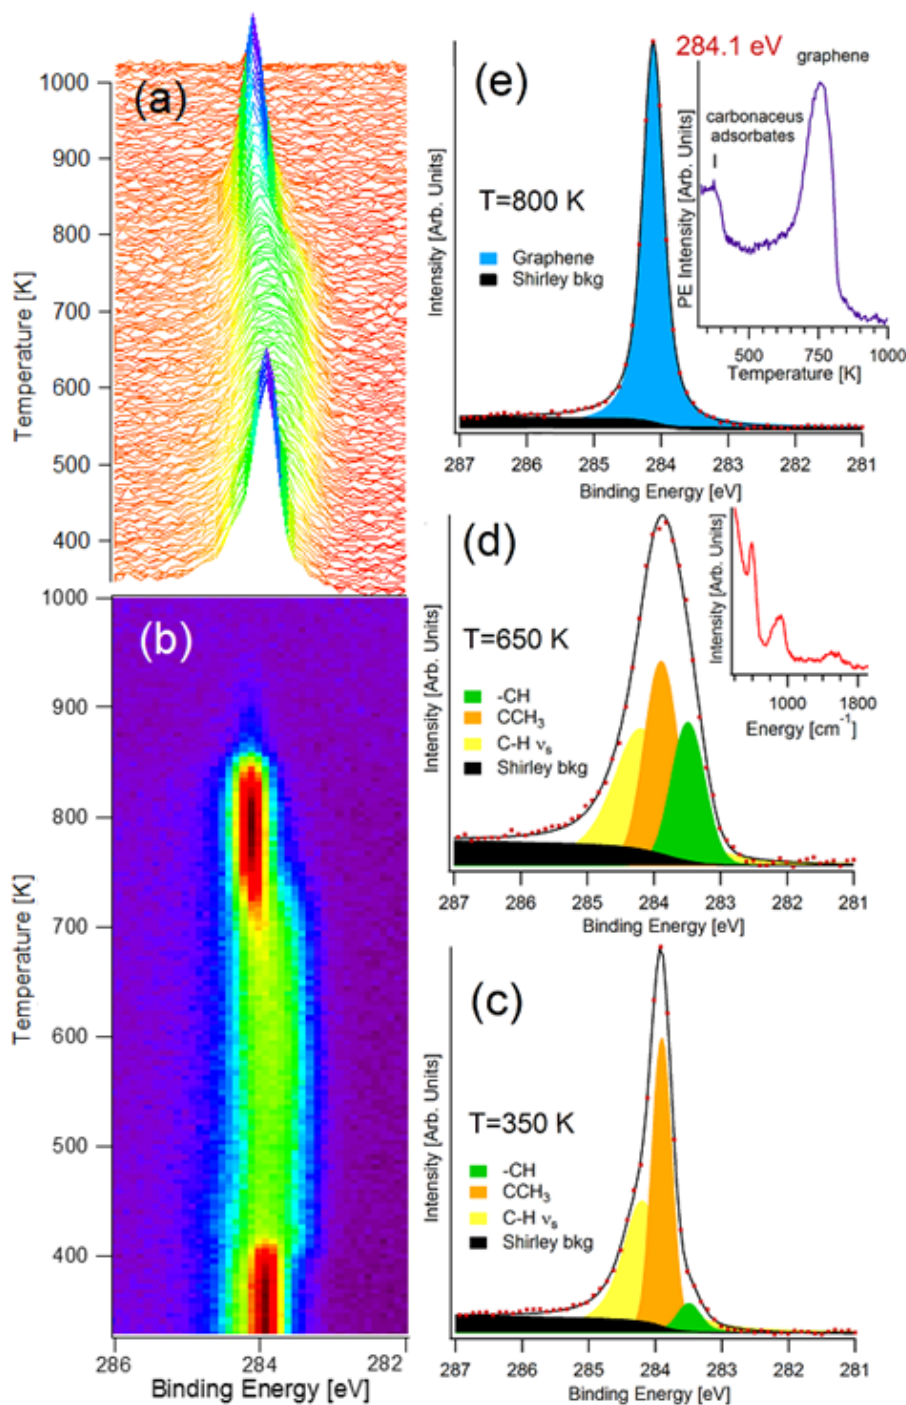 (a)
1000
900
800
700
600
500
400
Temperature [K]
(b)
1000
900
800
700
600
500
400
Temperature [K]
286
284
282
Binding Energy [eV]
(e)
284.1 eV
T=800 K
Graphene
Shirley bkg
Intensity [Arb. Units]
287
286
285
284
283
282
281
Binding Energy [eV]
graphene
carbonaceus
adsorbates
PE Intensity [Arb. Units]
500
750
1000
Temperature [K]
(d)
T=650 K
-CH
CCH₃
C-H νₛ
Shirley bkg
Intensity [Arb. Units]
287
286
285
284
283
282
281
Binding Energy [eV]
Intensity [Arb. Units]
1000
1800
Energy [cm⁻¹]
(c)
T=350 K
-CH
CCH₃
C-H νₛ
Shirley bkg
Intensity [Arb. Units]
287
286
285
284
283
282
281
Binding Energy [eV]